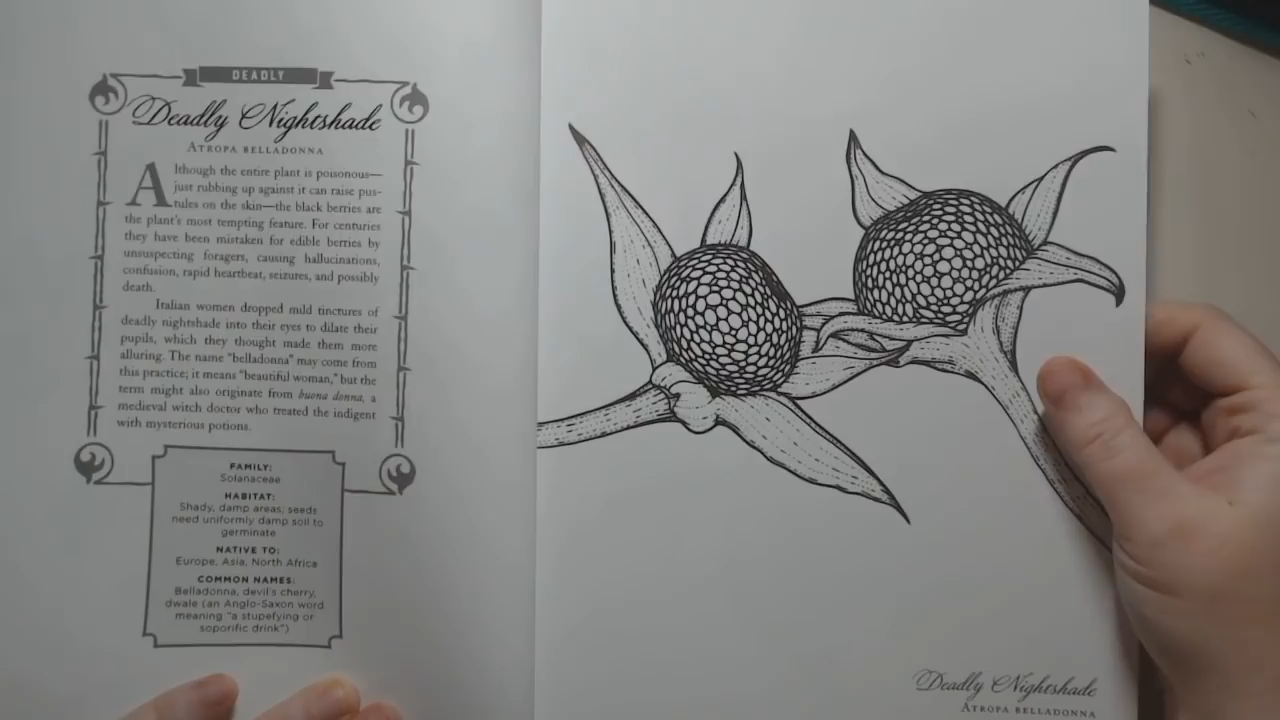 DEADLY
Deadly Nightshade
ATROPA BELLADONNA
Although the entire plant is poisonous—
just rubbing up against it can raise pus-
tules on the skin—the black berries are
the plant's most tempting feature. For centuries
they have been mistaken for edible berries by
unsuspecting foragers, causing hallucinations,
confusion, rapid heartbeat, seizures, and possibly
death.
Italian women dropped mild tinctures of
deadly nightshade into their eyes to dilate their
pupils, which they thought made them more
alluring. The name "belladonna" may come from
this practice; it means "beautiful woman," but the
term might also originate from buona donna, a
medieval witch doctor who treated the indigent
with mysterious potions.
FAMILY:
Solanaceae
HABITAT:
Shady, damp areas; seeds
need uniformly damp soil to
germinate
NATIVE TO:
Europe, Asia, North Africa
COMMON NAMES:
Belladonna, devil's cherry,
dwale (an Anglo-Saxon word
meaning "a stupefying or
soporific drink")
Deadly Nightshade
ATROPA BELLADONNA